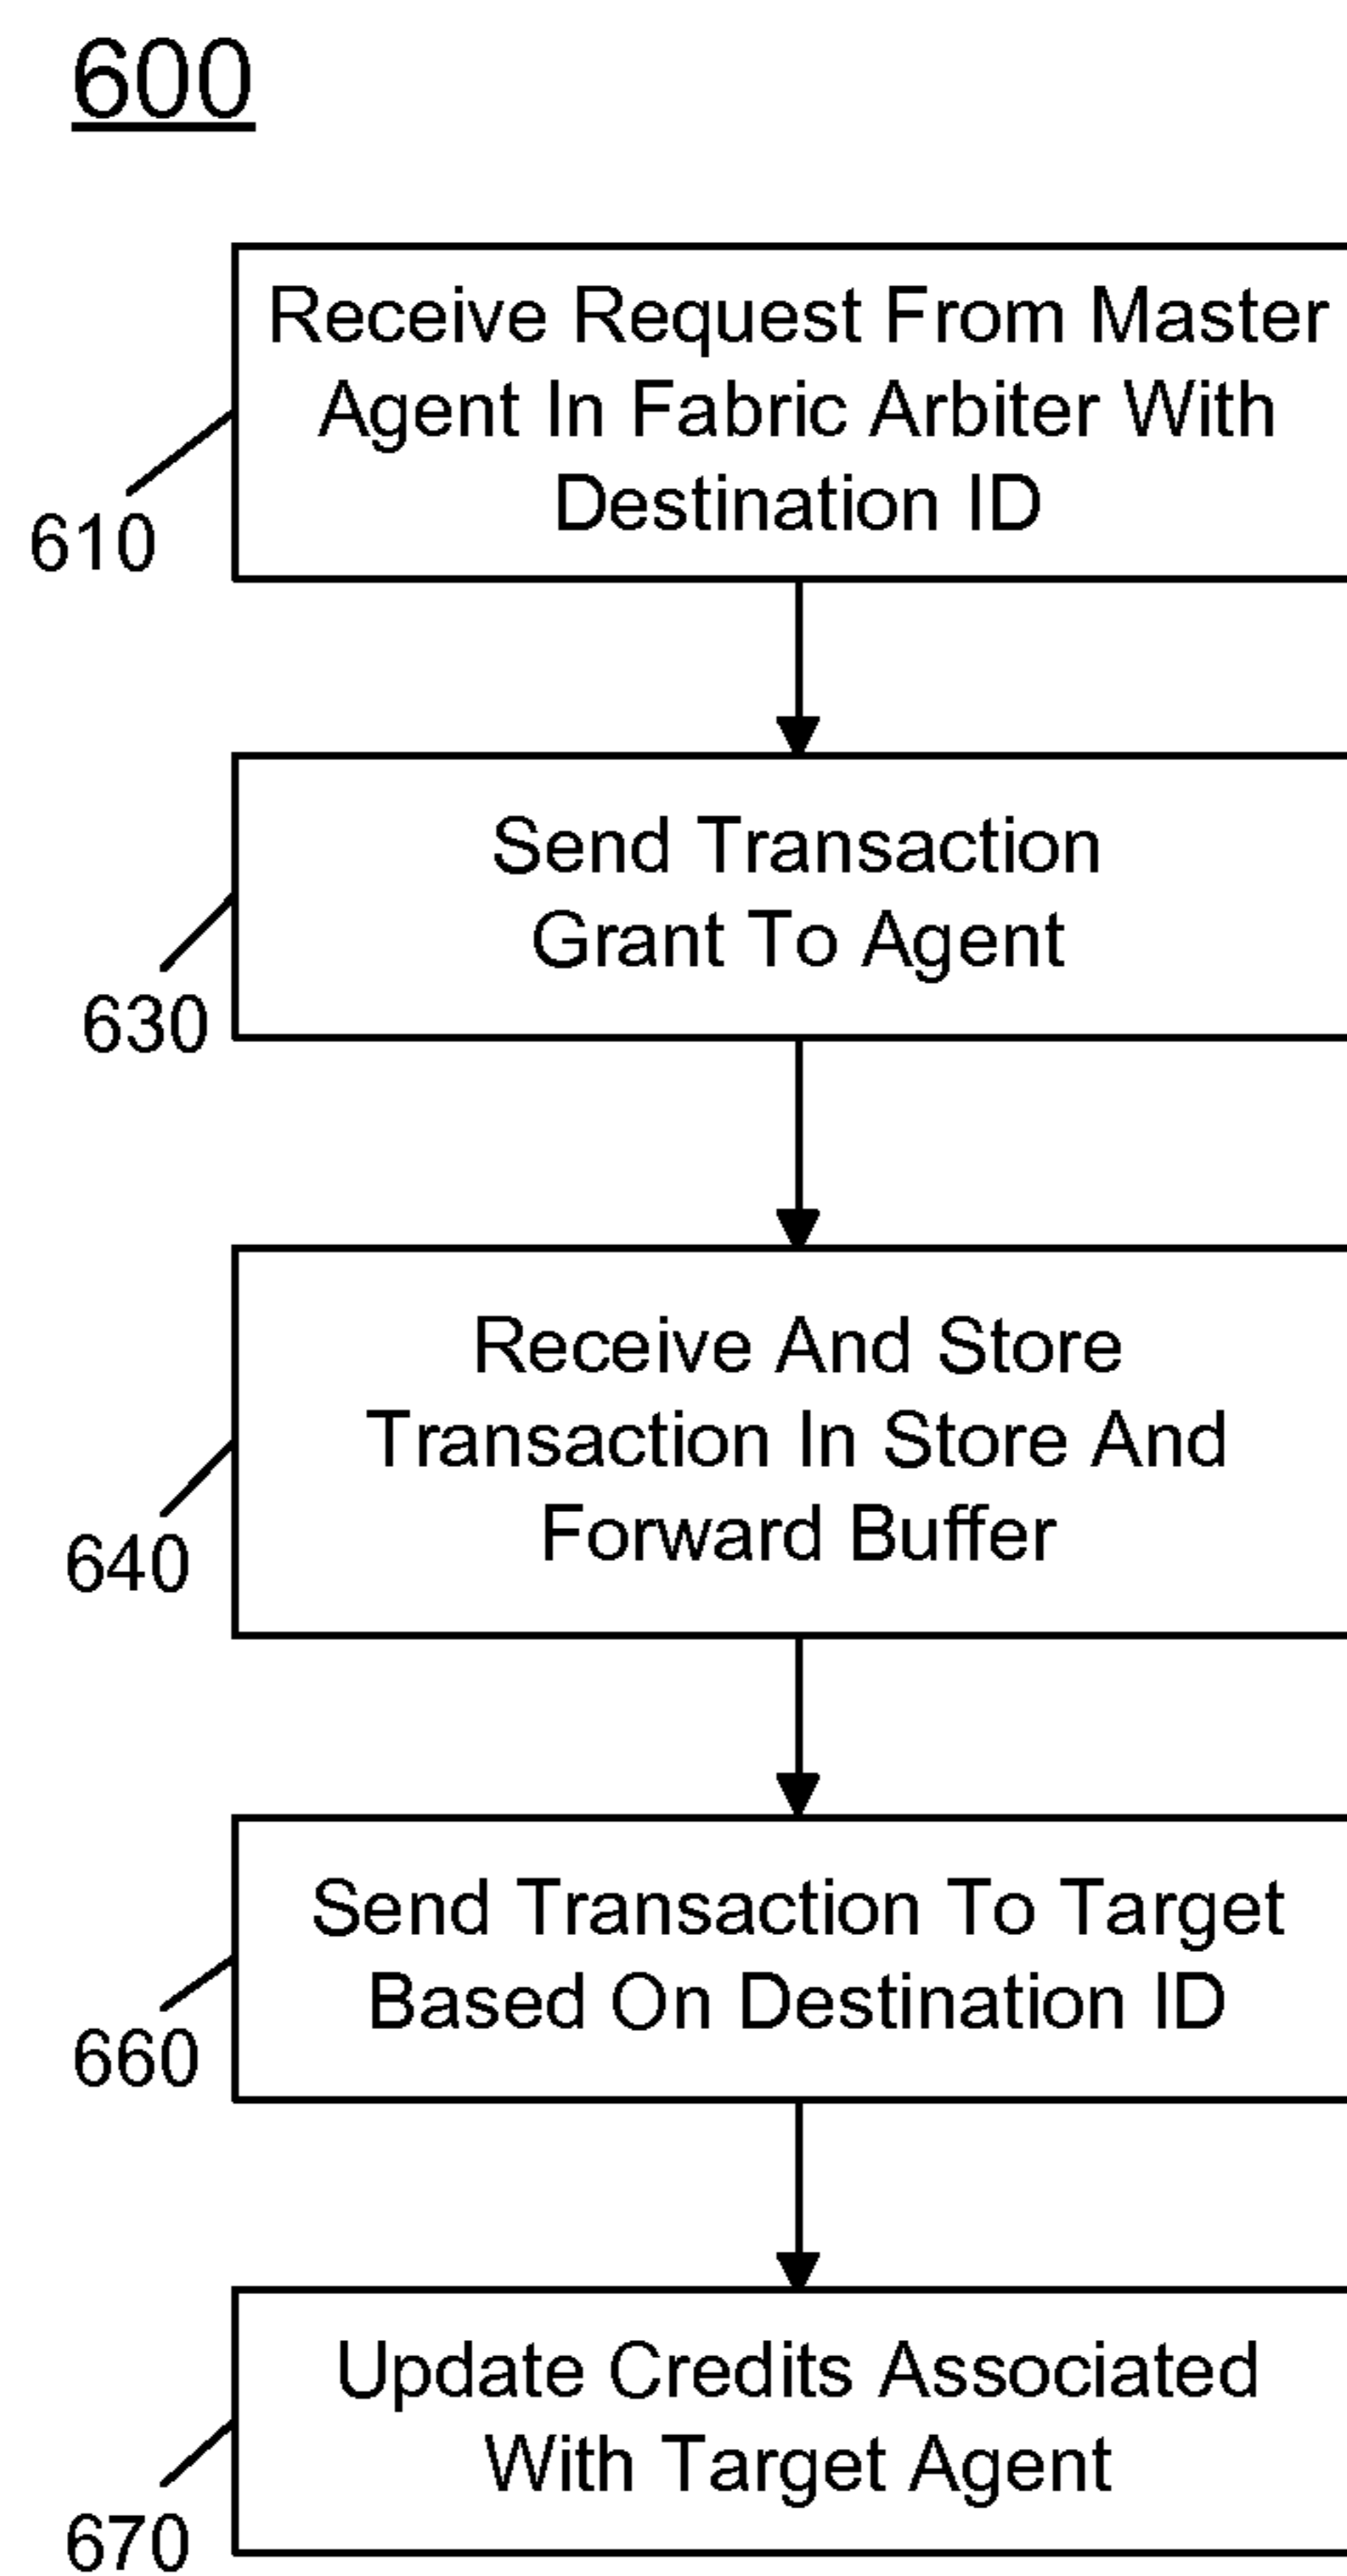 600
Receive Request From Master
Agent In Fabric Arbiter With
Destination ID
610
Send Transaction
Grant To Agent
630
Receive And Store
Transaction In Store And
Forward Buffer
640
Send Transaction To Target
Based On Destination ID
660
Update Credits Associated
With Target Agent
670